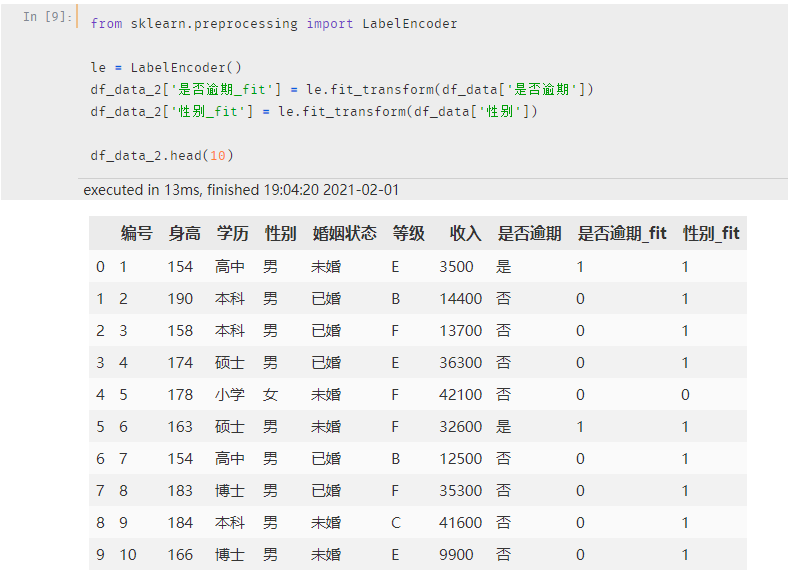 In [9]:
from sklearn.preprocessing import LabelEncoder
le = LabelEncoder()
df_data_2['是否逾期_fit'] = le.fit_transform(df_data['是否逾期'])
df_data_2['性别_fit'] = le.fit_transform(df_data['性别'])
df_data_2.head(10)
executed in 13ms, finished 19:04:20 2021-02-01
编号 身高 学历 性别 婚姻状态 等级 收入 是否逾期 是否逾期_fit 性别_fit
0 1 154 高中 男 未婚 E 3500 是 1 1
1 2 190 本科 男 已婚 B 14400 否 0 1
2 3 158 本科 男 已婚 F 13700 否 0 1
3 4 174 硕士 男 已婚 E 36300 否 0 1
4 5 178 小学 女 未婚 F 42100 否 0 0
5 6 163 硕士 男 未婚 F 32600 是 1 1
6 7 154 高中 男 已婚 B 12500 否 0 1
7 8 183 博士 男 已婚 F 35300 否 0 1
8 9 184 本科 男 未婚 C 41600 否 0 1
9 10 166 博士 男 未婚 E 9900 否 0 1